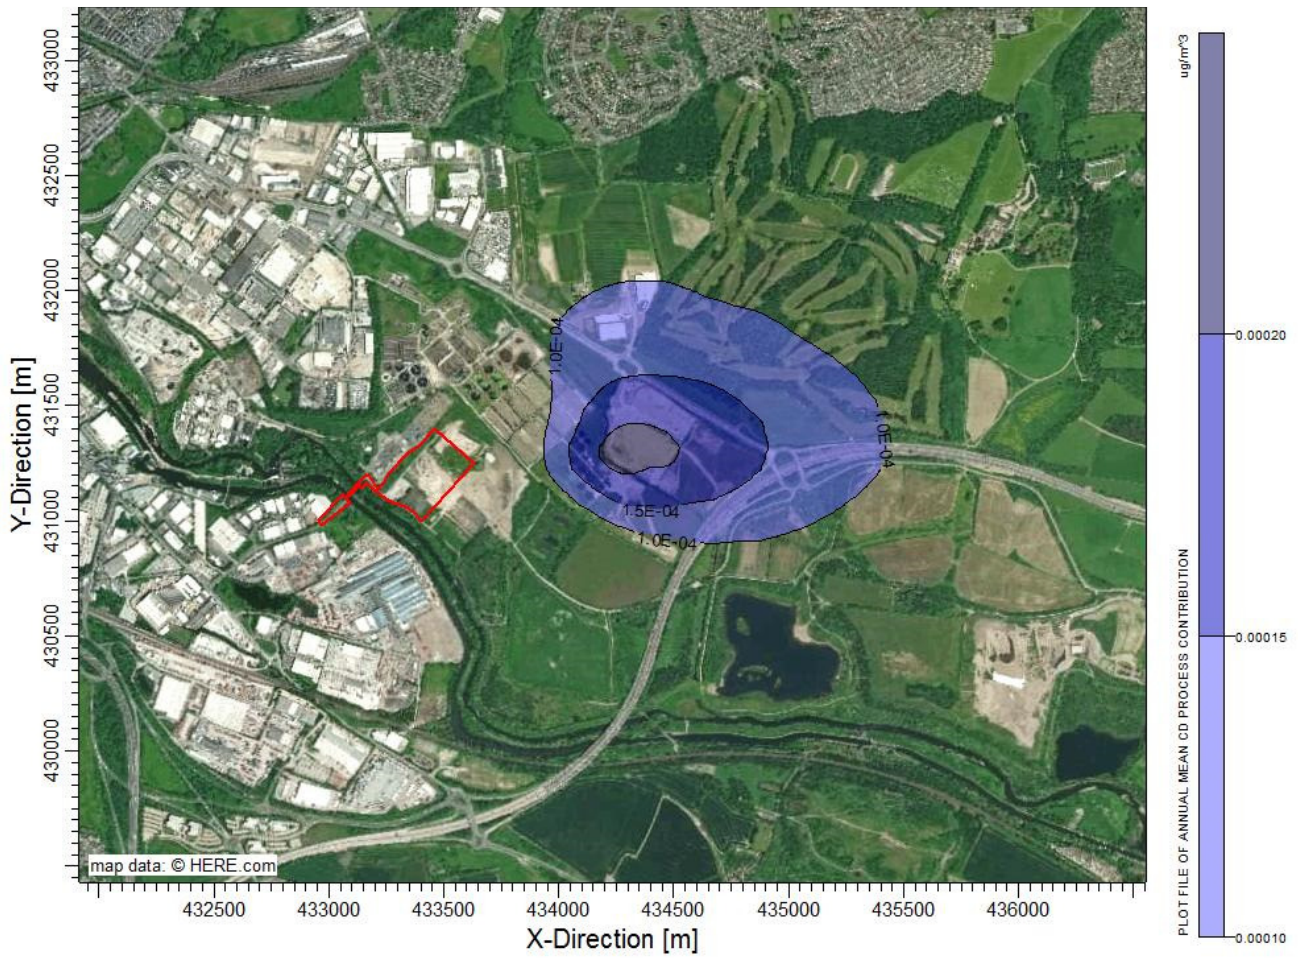 ug/m^3
433000
432500
432000
431500
431000
430500
430000
Y-Direction [m]
1.0E-04
1.0E-04
1.5E-04
1.0E-04
0.00020
0.00015
0.00010
PLOT FILE OF ANNUAL MEAN CD PROCESS CONTRIBUTION
map data: © HERE.com
432500
433000
433500
434000
434500
435000
435500
436000
X-Direction [m]